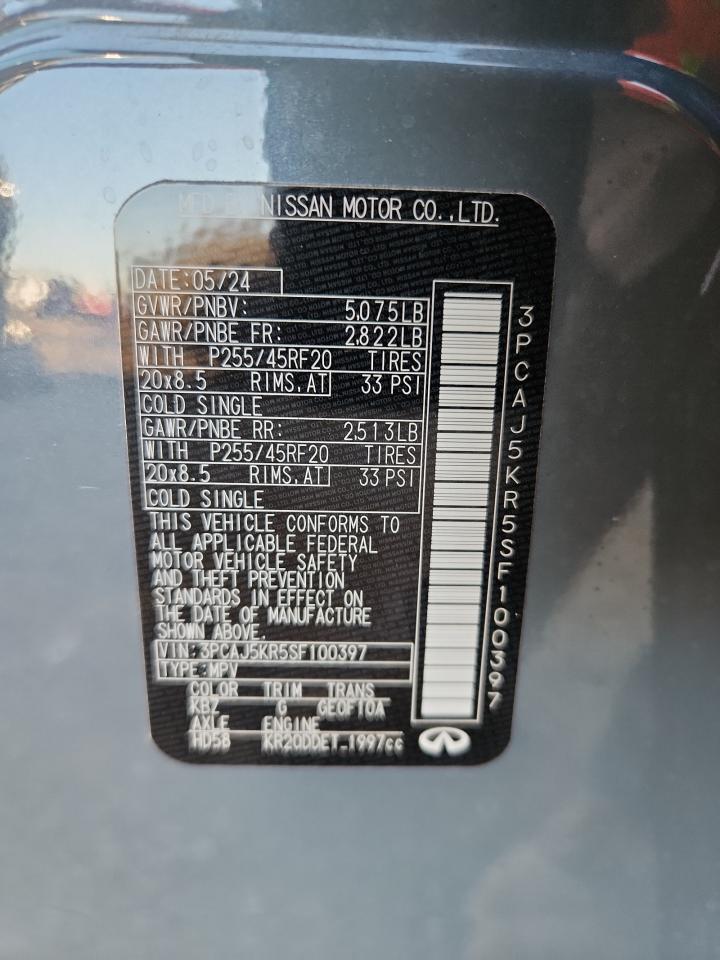 MFD BY NISSAN MOTOR CO.,LTD.
DATE:05/24
GVWR/PNBV: 5,075LB
GAWR/PNBE FR: 2,822LB
WITH P255/45RF20 TIRES
20x8.5 RIMS,AT 33 PSI
COLD SINGLE
GAWR/PNBE RR: 2,513LB
WITH P255/45RF20 TIRES
20x8.5 RIMS,AT 33 PSI
COLD SINGLE
THIS VEHICLE CONFORMS TO
ALL APPLICABLE FEDERAL
MOTOR VEHICLE SAFETY
AND THEFT PREVENTION
STANDARDS IN EFFECT ON
THE DATE OF MANUFACTURE
SHOWN ABOVE.
VIN:3PCAJ5KR5SF100397
TYPE:MPV
COLOR TRIM TRANS
KBZ G GE0F10A
AXLE ENGINE
HD58 KR20DDET 1997cc
3PCAJ5KR5SF100397